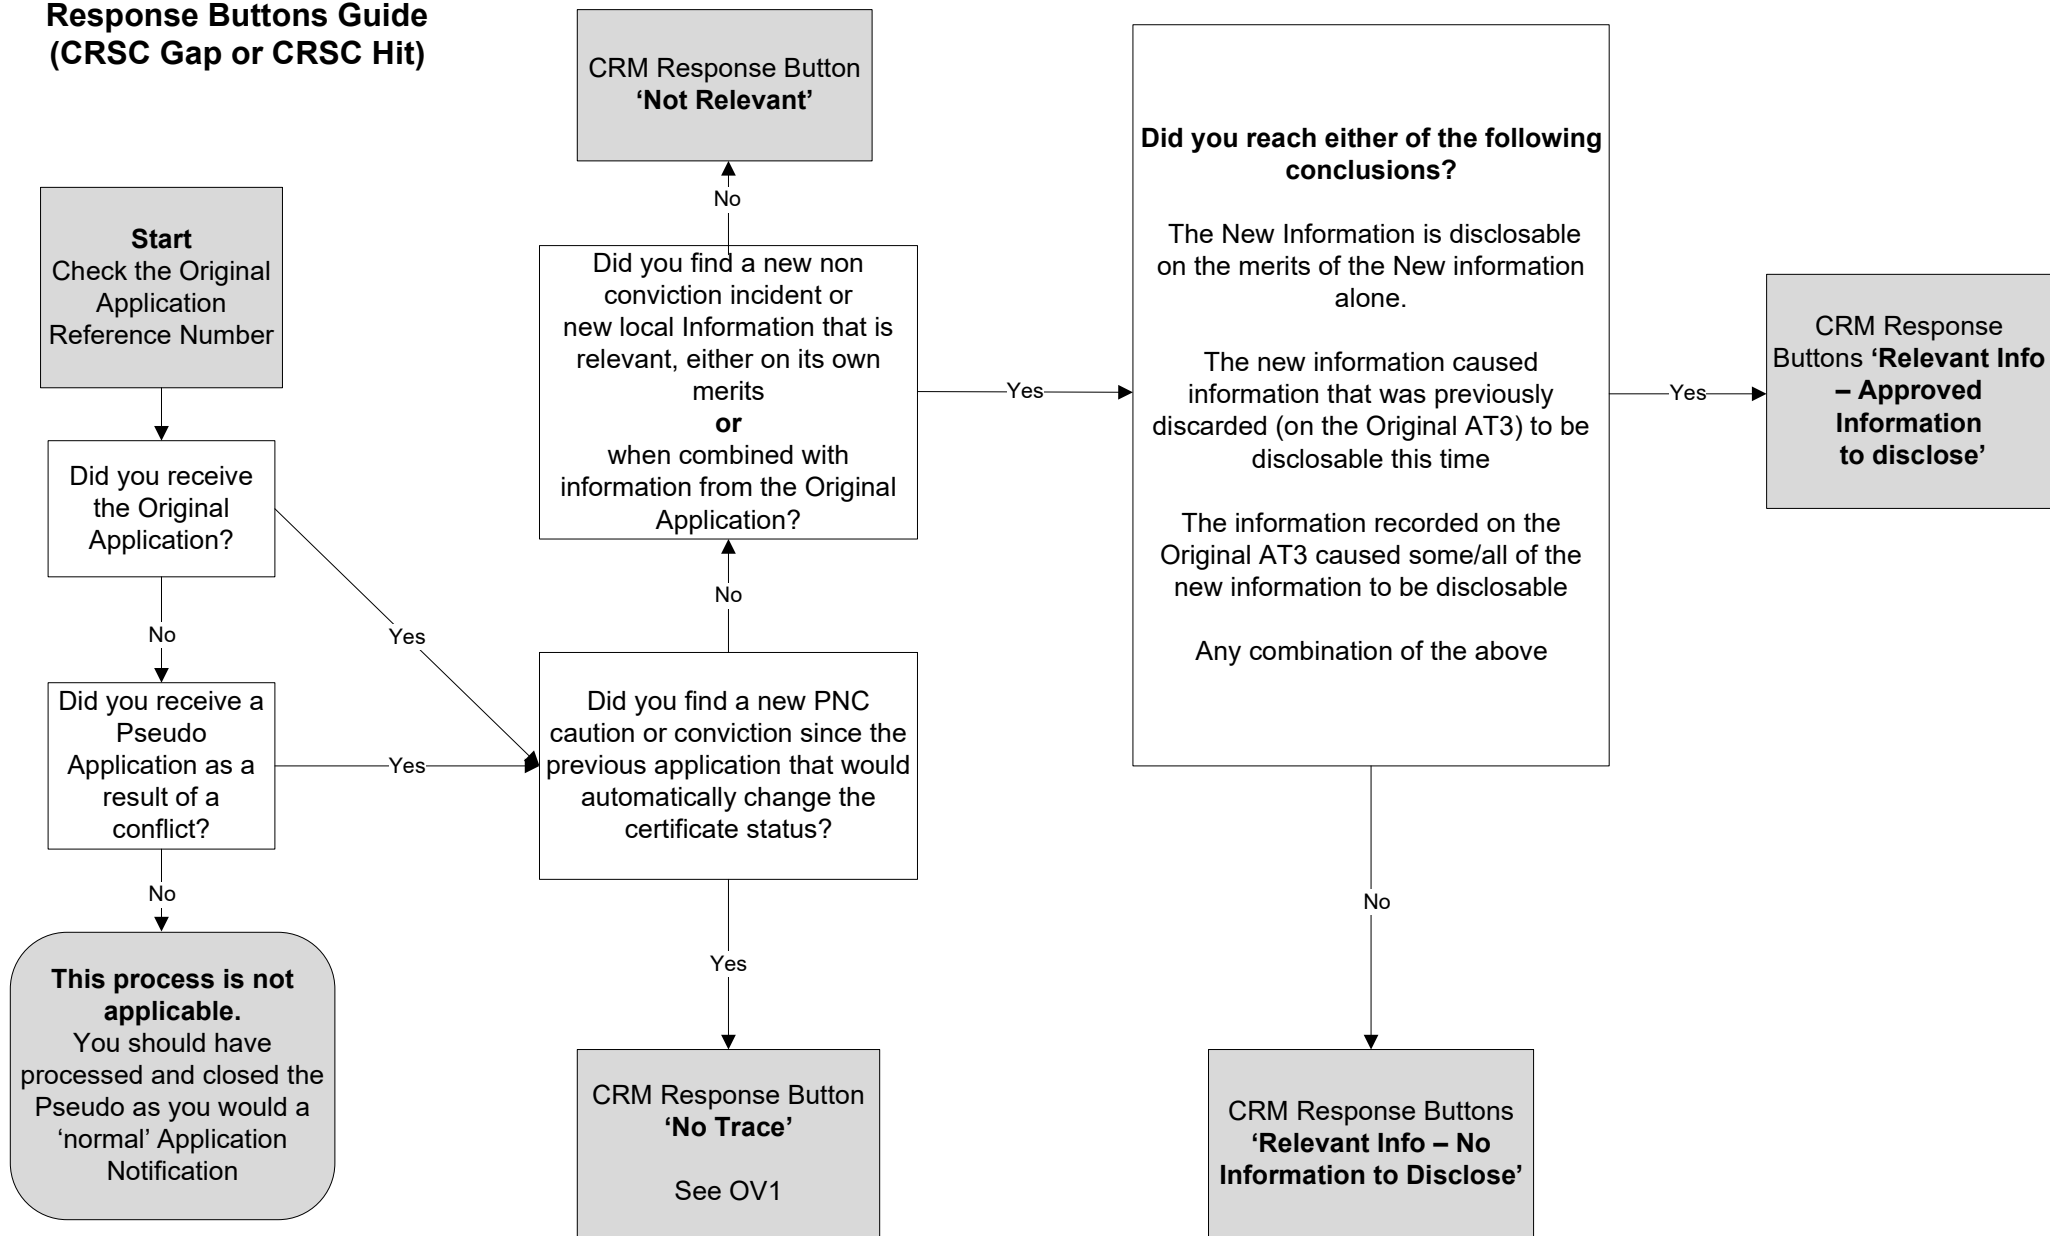 Response Buttons Guide
(CRSC Gap or CRSC Hit)
Start
Check the Original
Application
Reference Number
Did you receive
the Original
Application?
No
Yes
Did you receive a
Pseudo
Application as a
result of a
conflict?
Yes
No
This process is not
applicable.
You should have
processed and closed the
Pseudo as you would a
‘normal’ Application
Notification
CRM Response Button
‘Not Relevant’
No
Did you find a new non
conviction incident or
new local Information that is
relevant, either on its own
merits
or
when combined with
information from the Original
Application?
Yes
No
Did you find a new PNC
caution or conviction since the
previous application that would
automatically change the
certificate status?
Yes
CRM Response Button
‘No Trace’
See OV1
Did you reach either of the following
conclusions?
The New Information is disclosable
on the merits of the New information
alone.
The new information caused
information that was previously
discarded (on the Original AT3) to be
disclosable this time
The information recorded on the
Original AT3 caused some/all of the
new information to be disclosable
Any combination of the above
Yes
No
CRM Response
Buttons ‘Relevant Info
– Approved
Information
to disclose’
CRM Response Buttons
‘Relevant Info – No
Information to Disclose’